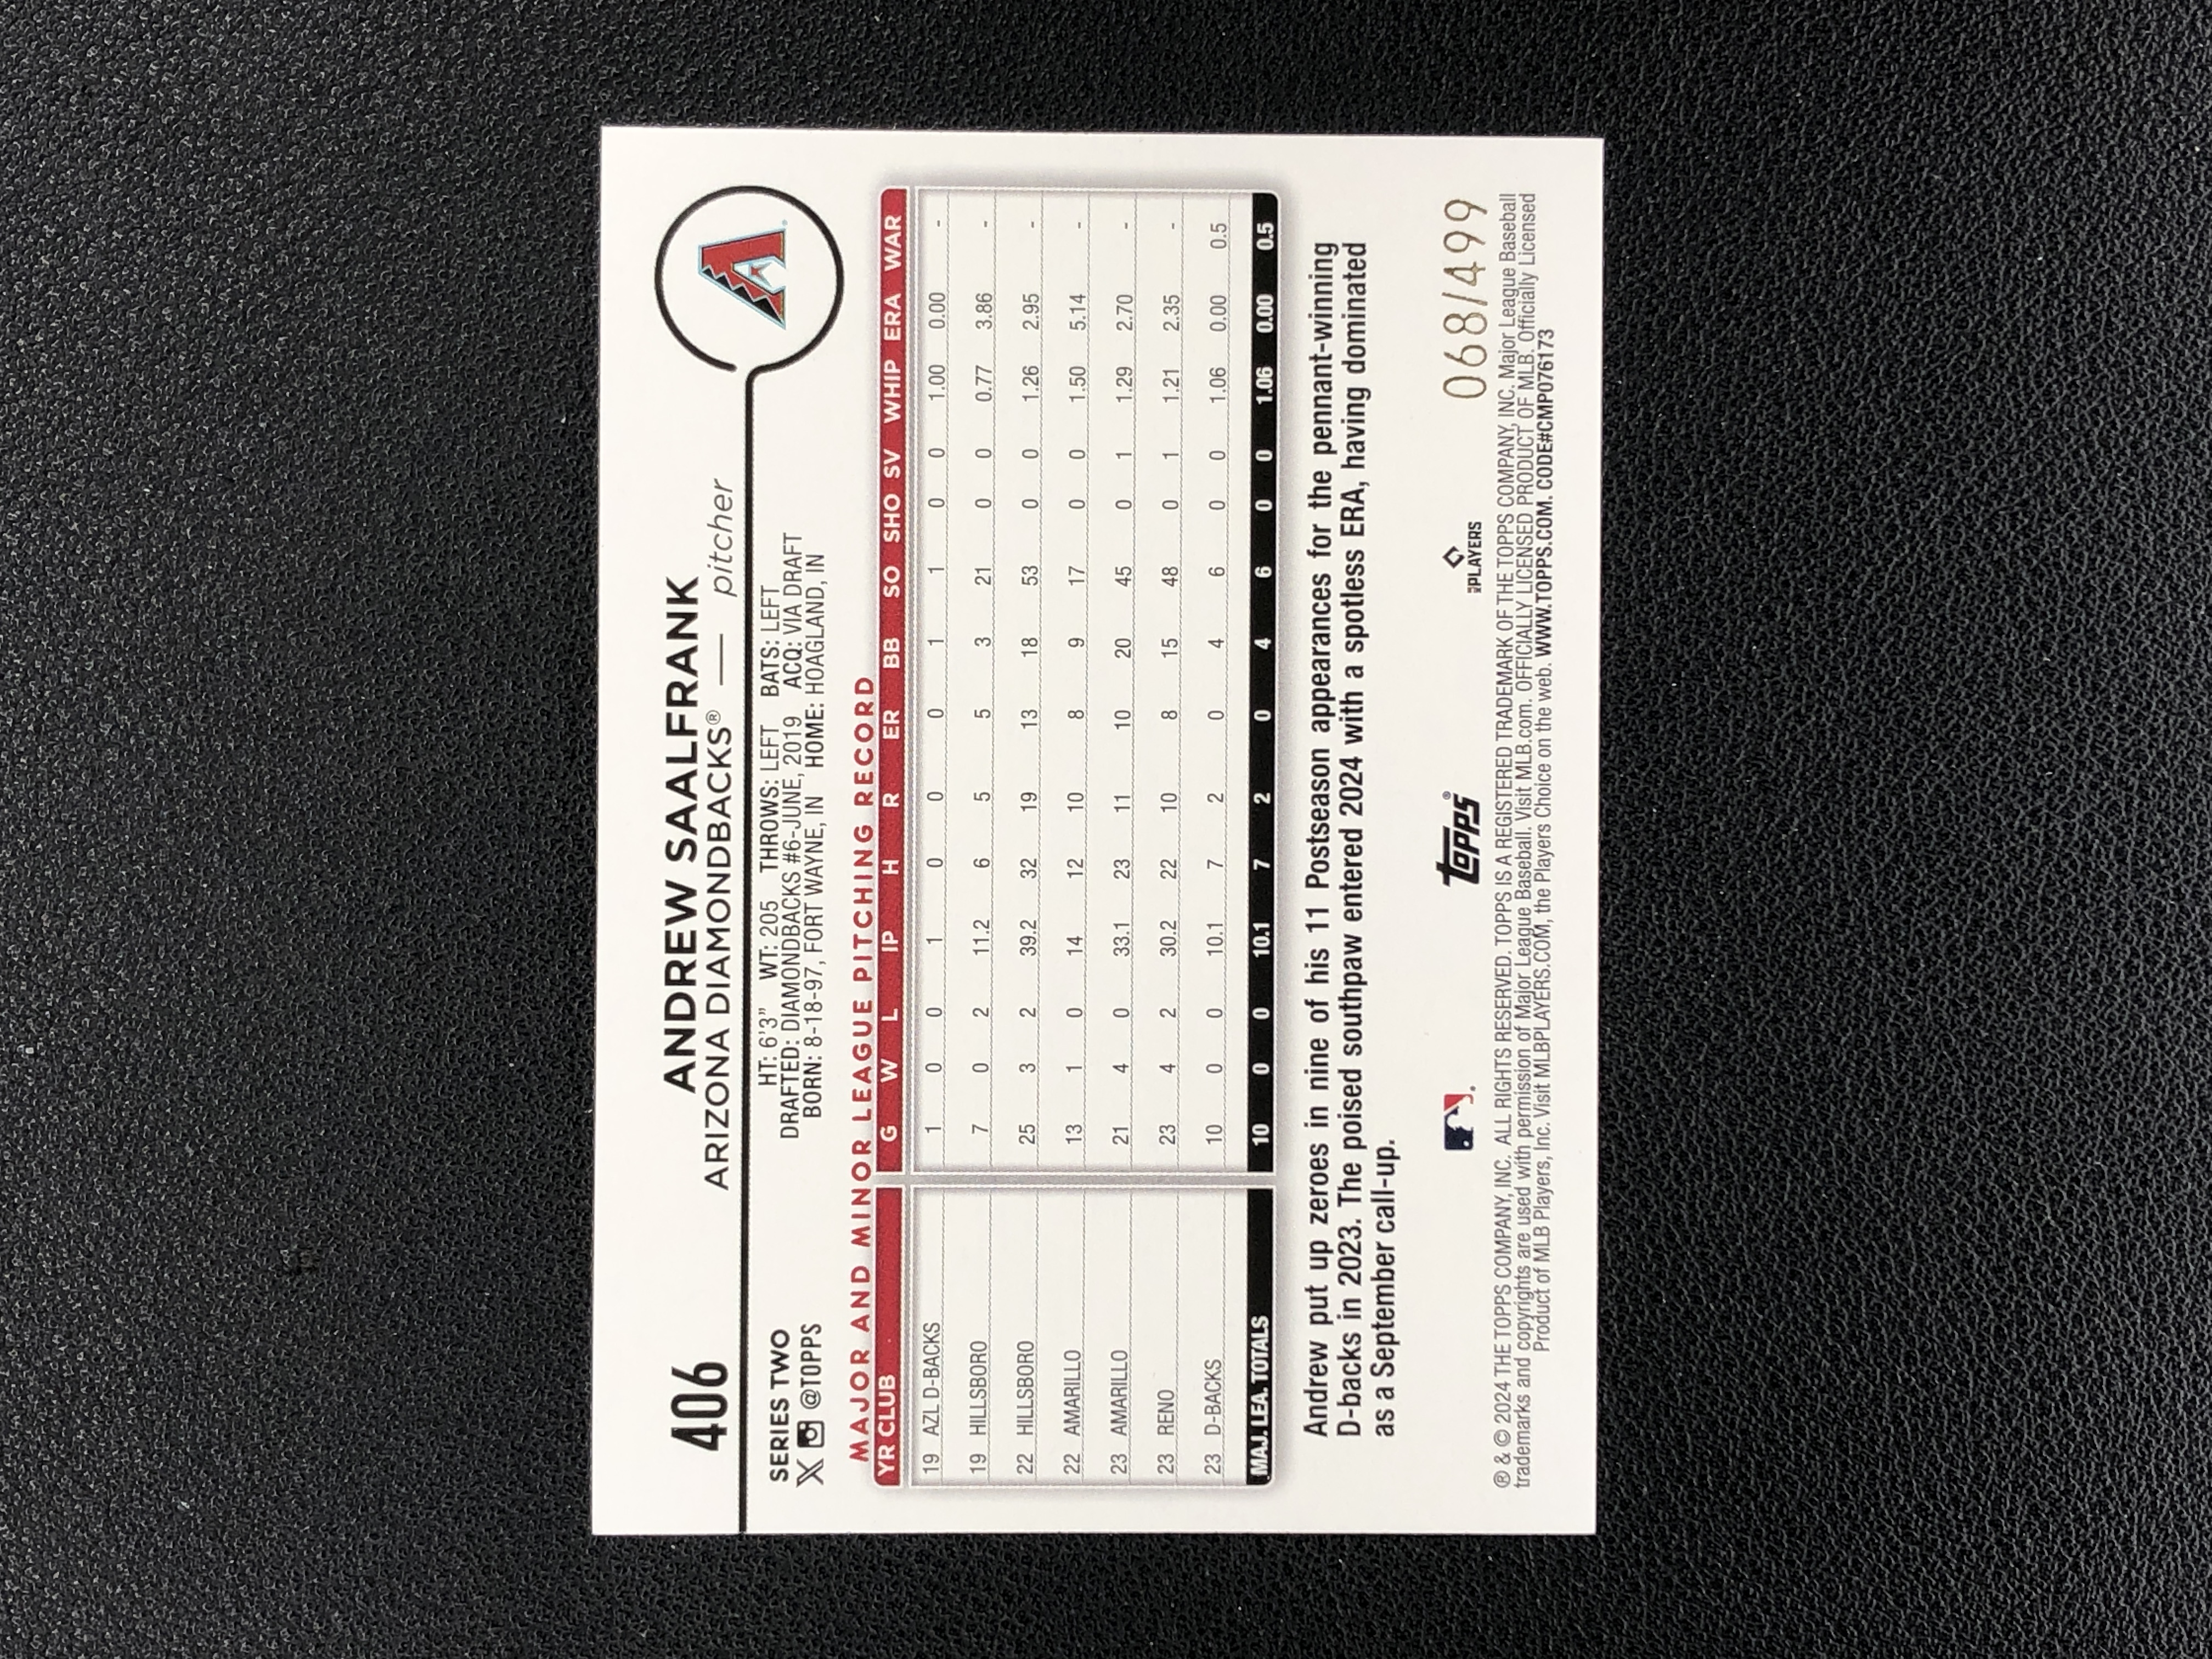 406
ANDREW SAALFRANK
ARIZONA DIAMONDBACKS® — pitcher
SERIES TWO
X @TOPPS
HT: 6'3" WT: 205 THROWS: LEFT BATS: LEFT
DRAFTED: DIAMONDBACKS #6-JUNE, 2019 ACQ: VIA DRAFT
BORN: 8-18-97, FORT WAYNE, IN HOME: HOAGLAND, IN
MAJOR AND MINOR LEAGUE PITCHING RECORD
YR CLUB G W L IP H R ER BB SO SHO SV WHIP ERA WAR
19 AZL D-BACKS 1 0 0 1 0 0 0 1 1 0 0 1.00 0.00 -
19 HILLSBORO 7 0 2 11.2 6 5 5 3 21 0 0 0.77 3.86 -
22 HILLSBORO 25 3 2 39.2 32 19 13 18 53 0 0 1.26 2.95 -
22 AMARILLO 13 1 0 14 12 10 8 9 17 0 0 1.50 5.14 -
23 AMARILLO 21 4 0 33.1 23 11 10 20 45 0 1 1.29 2.70 -
23 RENO 23 4 2 30.2 22 10 8 15 48 0 1 1.21 2.35 -
23 D-BACKS 10 0 0 10.1 7 2 0 4 6 0 0 1.06 0.00 0.5
MAJ. LEA. TOTALS 10 0 0 10.1 7 2 0 4 6 0 0 1.06 0.00 0.5
Andrew put up zeroes in nine of his 11 Postseason appearances for the pennant-winning
D-backs in 2023. The poised southpaw entered 2024 with a spotless ERA, having dominated
as a September call-up.
topps®
PLAYERS
068/499
® & © 2024 THE TOPPS COMPANY, INC. ALL RIGHTS RESERVED. TOPPS IS A REGISTERED TRADEMARK OF THE TOPPS COMPANY, INC. Major League Baseball
trademarks and copyrights are used with permission of Major League Baseball. Visit MLB.com. OFFICIALLY LICENSED PRODUCT OF MLB. Officially Licensed
Product of MLB Players, Inc. Visit MLBPLAYERS.COM, the Players Choice on the web. WWW.TOPPS.COM. CODE#CMP076173